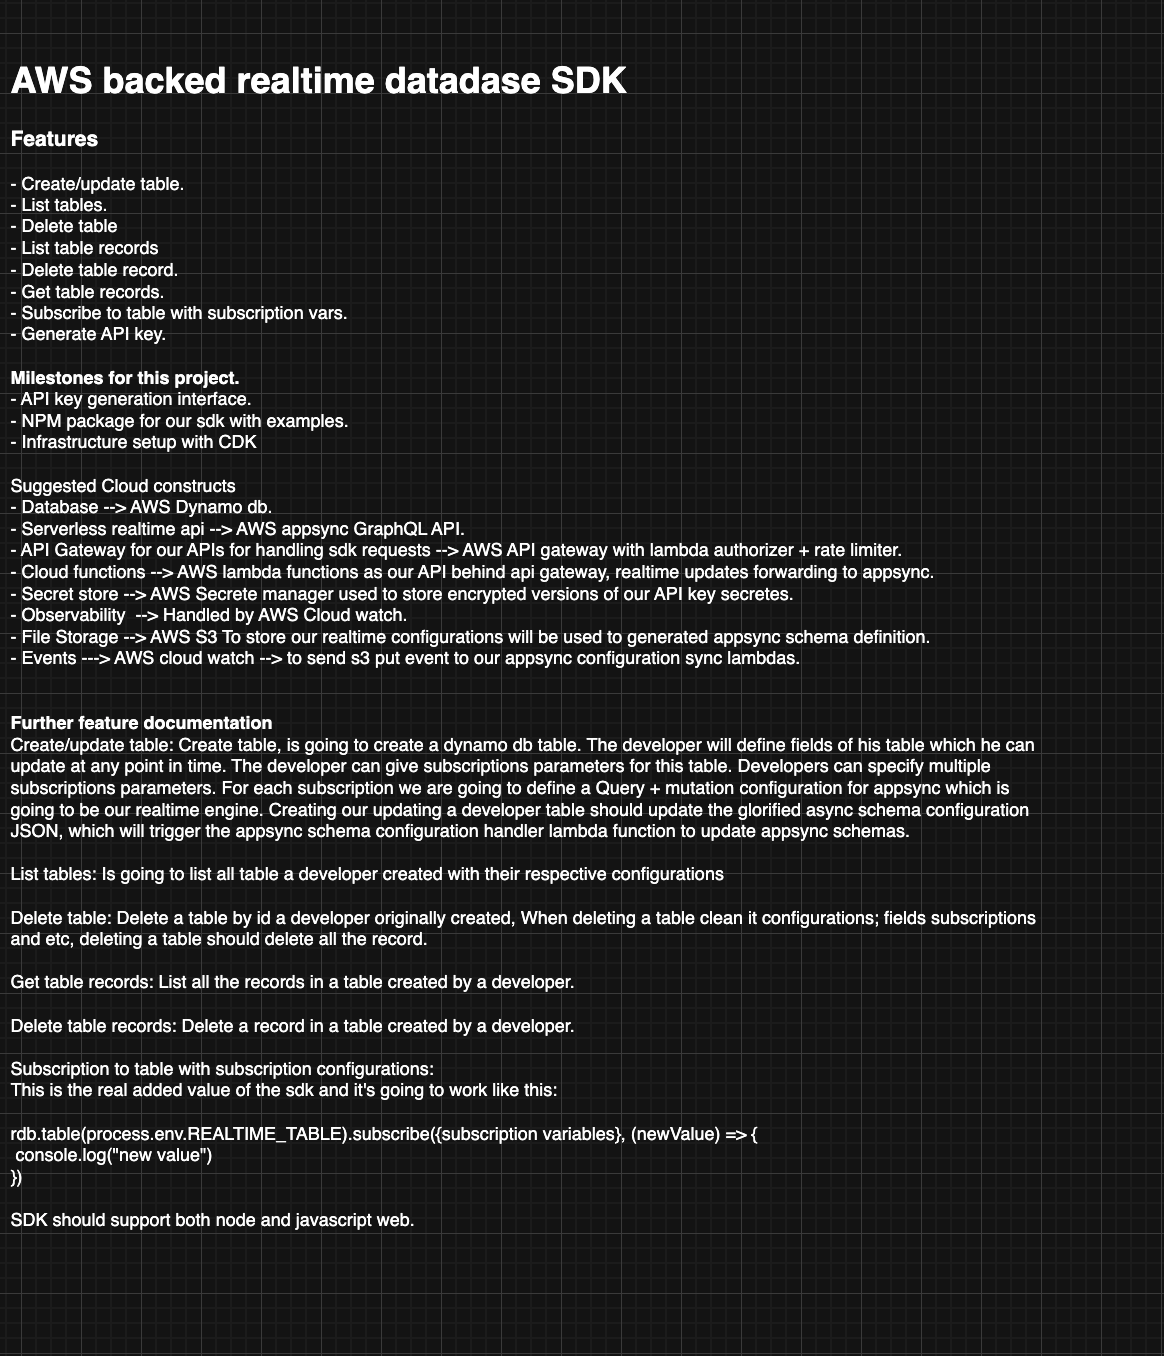 AWS backed realtime datadase SDK
Features
- Create/update table.
- List tables.
- Delete table
- List table records
- Delete table record.
- Get table records.
- Subscribe to table with subscription vars.
- Generate API key.
Milestones for this project.
- API key generation interface.
- NPM package for our sdk with examples.
- Infrastructure setup with CDK
Suggested Cloud constructs
- Database --> AWS Dynamo db.
- Serverless realtime api --> AWS appsync GraphQL API.
- API Gateway for our APIs for handling sdk requests --> AWS API gateway with lambda authorizer + rate limiter.
- Cloud functions --> AWS lambda functions as our API behind api gateway, realtime updates forwarding to appsync.
- Secret store --> AWS Secrete manager used to store encrypted versions of our API key secretes.
- Observability --> Handled by AWS Cloud watch.
- File Storage --> AWS S3 To store our realtime configurations will be used to generated appsync schema definition.
- Events ---> AWS cloud watch --> to send s3 put event to our appsync configuration sync lambdas.
Further feature documentation
Create/update table: Create table, is going to create a dynamo db table. The developer will define fields of his table which he can
update at any point in time. The developer can give subscriptions parameters for this table. Developers can specify multiple
subscriptions parameters. For each subscription we are going to define a Query + mutation configuration for appsync which is
going to be our realtime engine. Creating our updating a developer table should update the glorified async schema configuration
JSON, which will trigger the appsync schema configuration handler lambda function to update appsync schemas.
List tables: Is going to list all table a developer created with their respective configurations
Delete table: Delete a table by id a developer originally created, When deleting a table clean it configurations; fields subscriptions
and etc, deleting a table should delete all the record.
Get table records: List all the records in a table created by a developer.
Delete table records: Delete a record in a table created by a developer.
Subscription to table with subscription configurations:
This is the real added value of the sdk and it's going to work like this:
rdb.table(process.env.REALTIME_TABLE).subscribe({subscription variables}, (newValue) => {
console.log("new value")
})
SDK should support both node and javascript web.